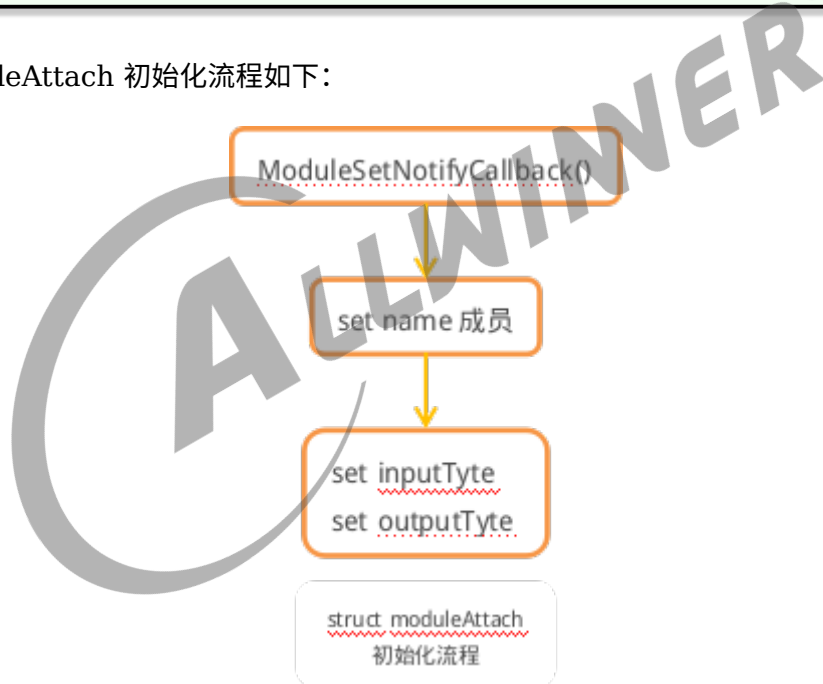 leAttach 初始化流程如下：
ModuleSetNotifyCallback()
set name 成员
set inputTyte
set outputTyte
struct moduleAttach
初始化流程
ALLWINNER